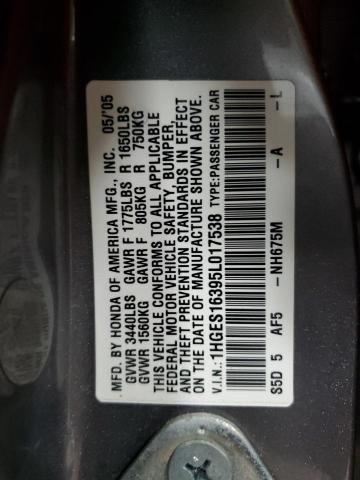 MFD. BY HONDA OF AMERICA MFG., INC. 05/'05
GVWR 3440LBS GAWR F 1775LBS R 1650LBS
GVWR 1560KG GAWR F 805KG R 750KG
THIS VEHICLE CONFORMS TO ALL APPLICABLE
FEDERAL MOTOR VEHICLE SAFETY, BUMPER,
AND THEFT PREVENTION STANDARDS IN EFFECT
ON THE DATE OF MANUFACTURE SHOWN ABOVE.
V.I.N.: 1HGES16395L017538 TYPE:PASSENGER CAR
S5D 5 AF5 - NH675M - A - L